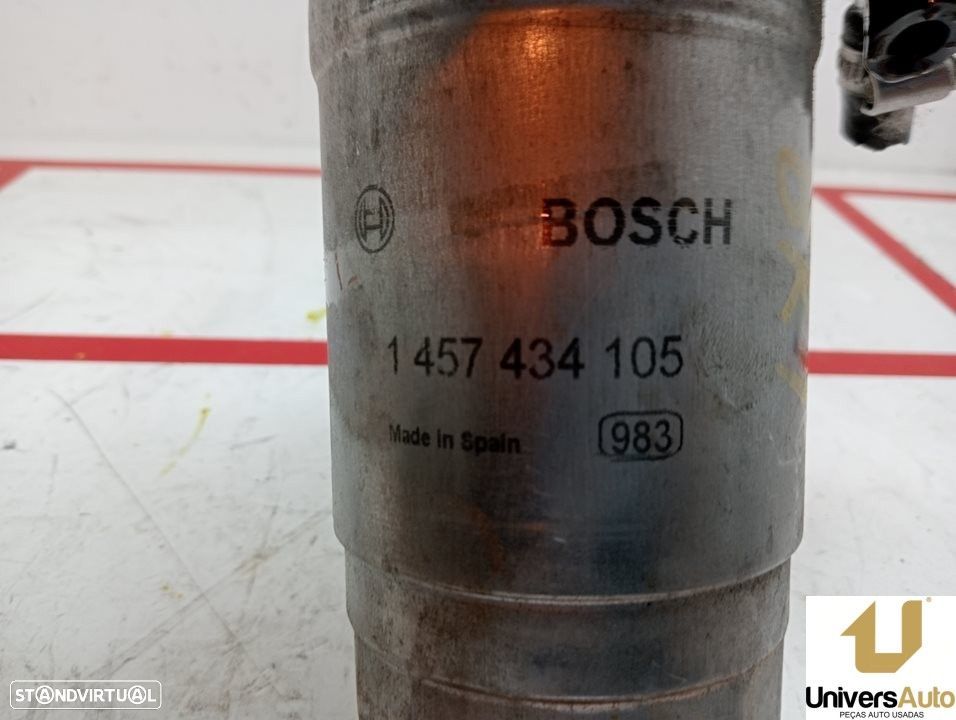 BOSCH
1 457 434 105
Made in Spain
983
STANDVIRTUAL
UniversAuto
PEÇAS AUTO USADAS